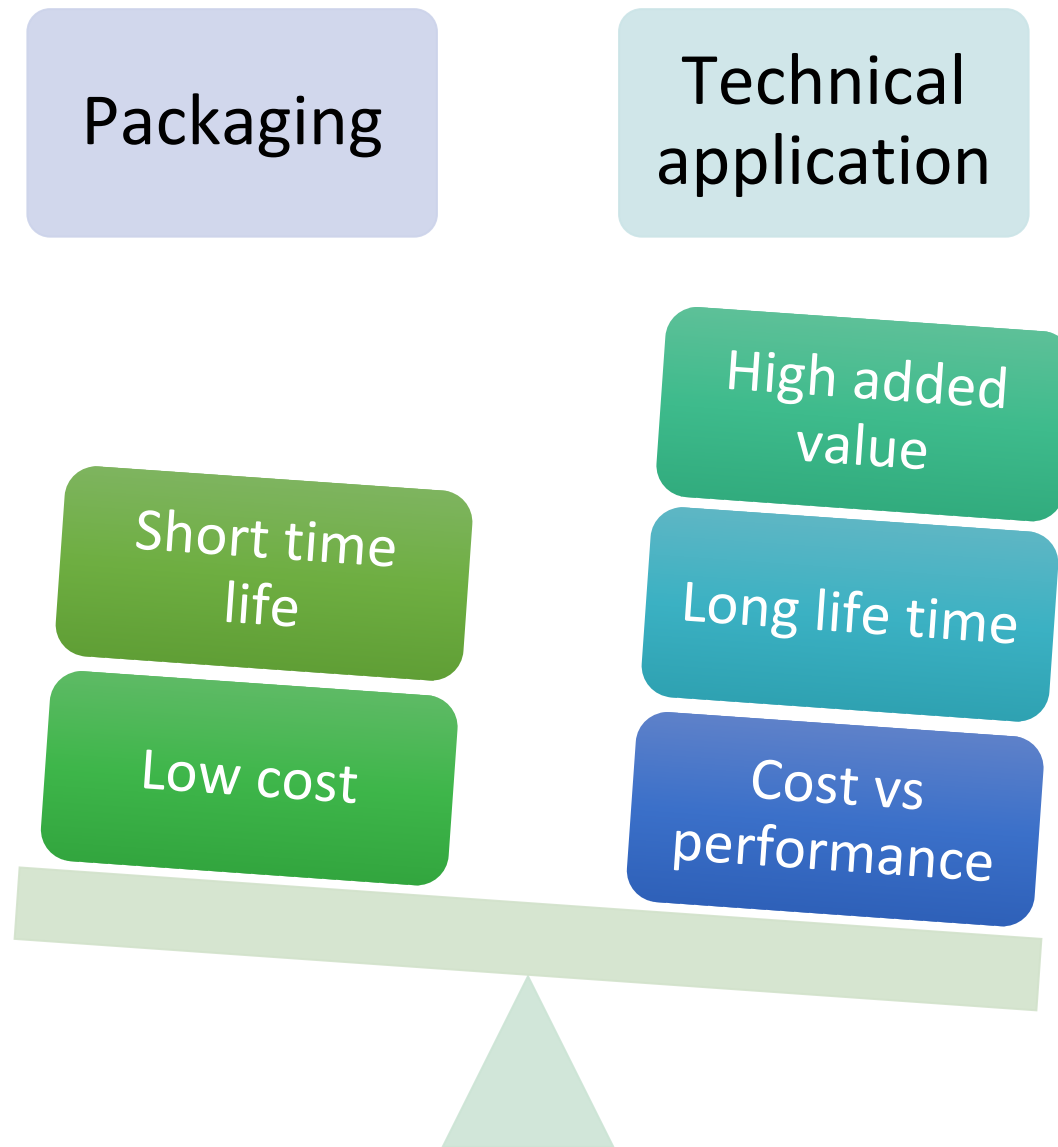 Packaging
Technical
application
High added
value
Short time
life
Long life time
Low cost
Cost vs
performance